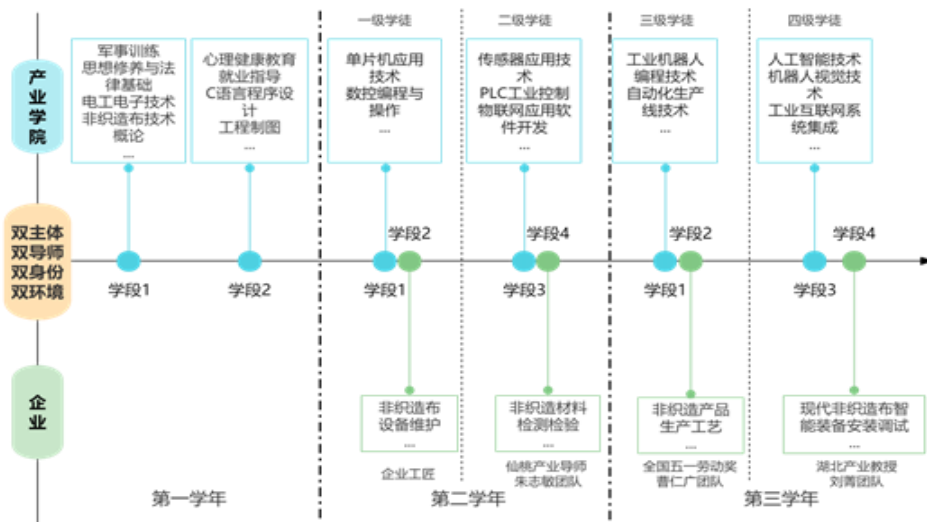 一级学徒
二级学徒
三级学徒
四级学徒
产业学院
军事训练
思想修养与法
律基础
电工电子技术
非织造布技术
概论
...
心理健康教育
就业指导
C语言程序设
计
工程制图
...
单片机应用
技术
数控编程与
操作
...
传感器应用技
术
PLC工业控制
物联网应用软
件开发
...
工业机器人
编程技术
自动化生产
线技术
...
人工智能技术
机器人视觉技
术
工业互联网系
统集成
...
双主体
双导师
双身份
双环境
学段1
学段2
学段1
学段2
学段3
学段4
学段1
学段2
学段3
学段4
企业
非织造布
设备维护
...
企业工匠
非织造材料
检测检验
...
仙桃产业导师
朱志敏团队
非织造产品
生产工艺
...
全国五一劳动奖
曹仁广团队
现代非织造布智
能装备安装调试
...
湖北产业教授
刘菁团队
第一学年
第二学年
第三学年